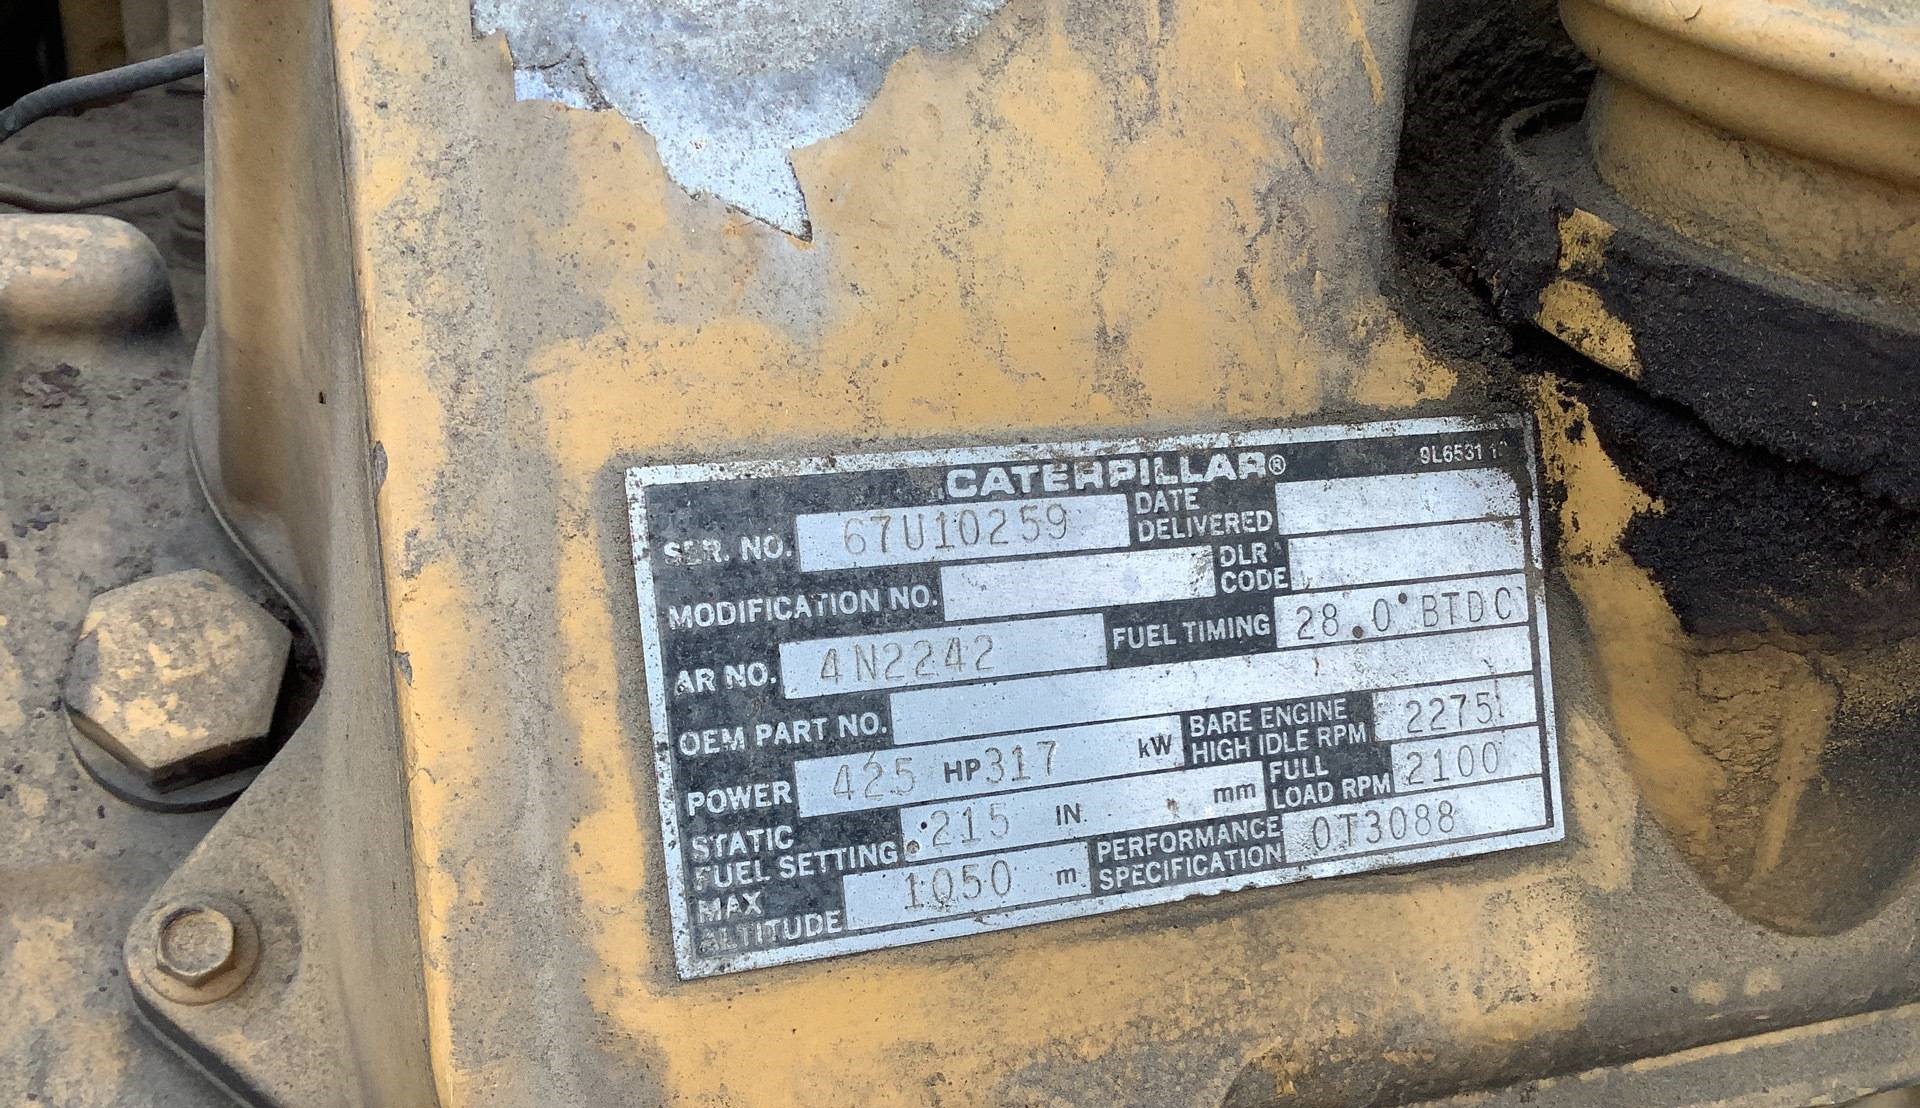 CATERPILLAR® 9L6531
SER. NO. 67U10259 DATE DELIVERED
MODIFICATION NO. DLR CODE
AR NO. 4N2242 FUEL TIMING 28.0° BTDC
OEM PART NO.
POWER 425 HP 317 kW BARE ENGINE HIGH IDLE RPM 2275
STATIC FUEL SETTING .215 IN. mm FULL LOAD RPM 2100
MAX ALTITUDE 1050 m PERFORMANCE SPECIFICATION 0T3088